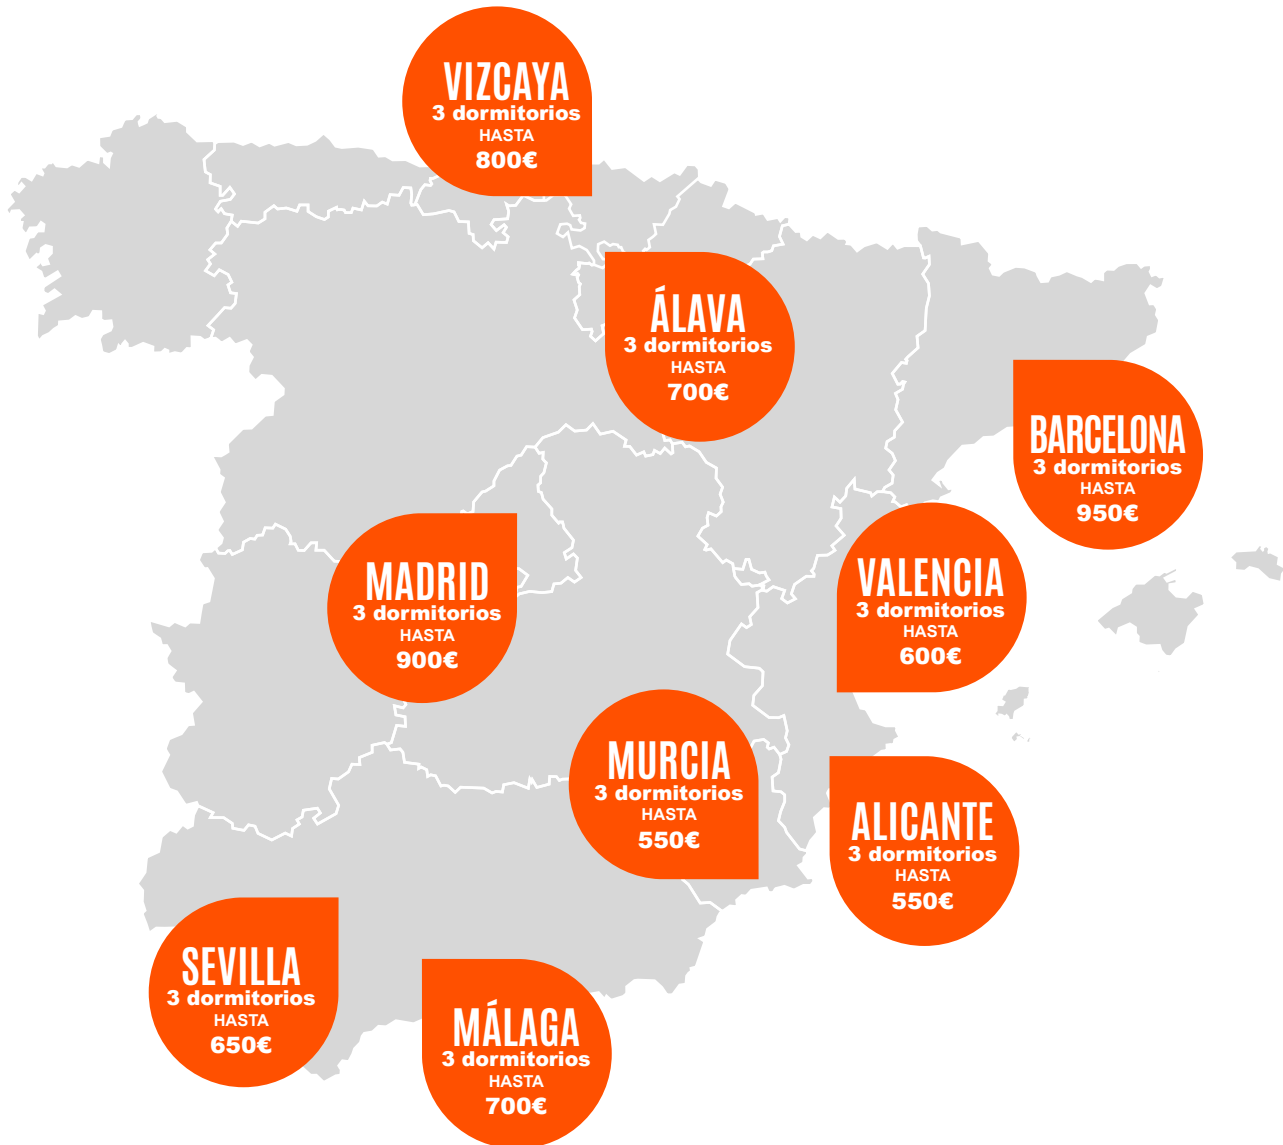 VIZCAYA
3 dormitorios
HASTA
800€
ÁLAVA
3 dormitorios
HASTA
700€
BARCELONA
3 dormitorios
HASTA
950€
MADRID
3 dormitorios
HASTA
900€
VALENCIA
3 dormitorios
HASTA
600€
MURCIA
3 dormitorios
HASTA
550€
ALICANTE
3 dormitorios
HASTA
550€
SEVILLA
3 dormitorios
HASTA
650€
MÁLAGA
3 dormitorios
HASTA
700€